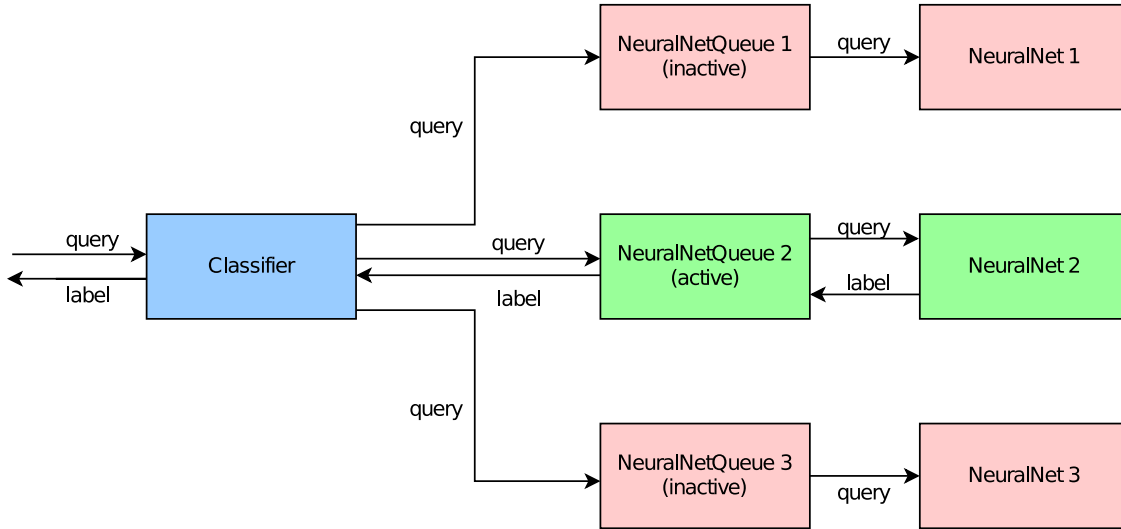 NeuralNetQueue 1
(inactive)
query
NeuralNet 1
query
query
Classifier
label
query
label
NeuralNetQueue 2
(active)
query
label
NeuralNet 2
query
NeuralNetQueue 3
(inactive)
query
NeuralNet 3